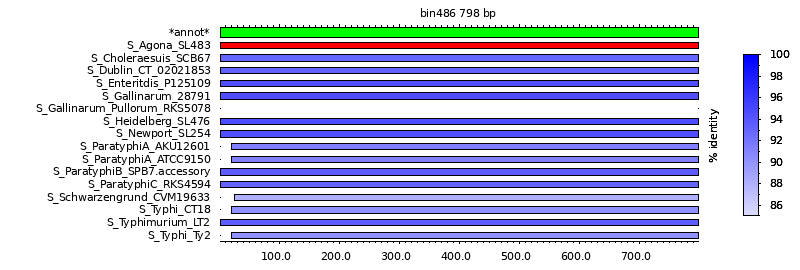 bin486 798 bp
*annot*
S_Agona_SL483
S_Choleraesuis_SCB67
S_Dublin_CT_02021853
S_Enteritdis_P125109
S_Gallinarum_28791
S_Gallinarum_Pullorum_RKS5078
S_Heidelberg_SL476
S_Newport_SL254
S_ParatyphiA_AKU12601
S_ParatyphiA_ATCC9150
S_ParatyphiB_SPB7.accessory
S_ParatyphiC_RKS4594
S_Schwarzengrund_CVM19633
S_Typhi_CT18
S_Typhimurium_LT2
S_Typhi_Ty2
100.0 200.0 300.0 400.0 500.0 600.0 700.0
% identity
100
98
96
94
92
90
88
86